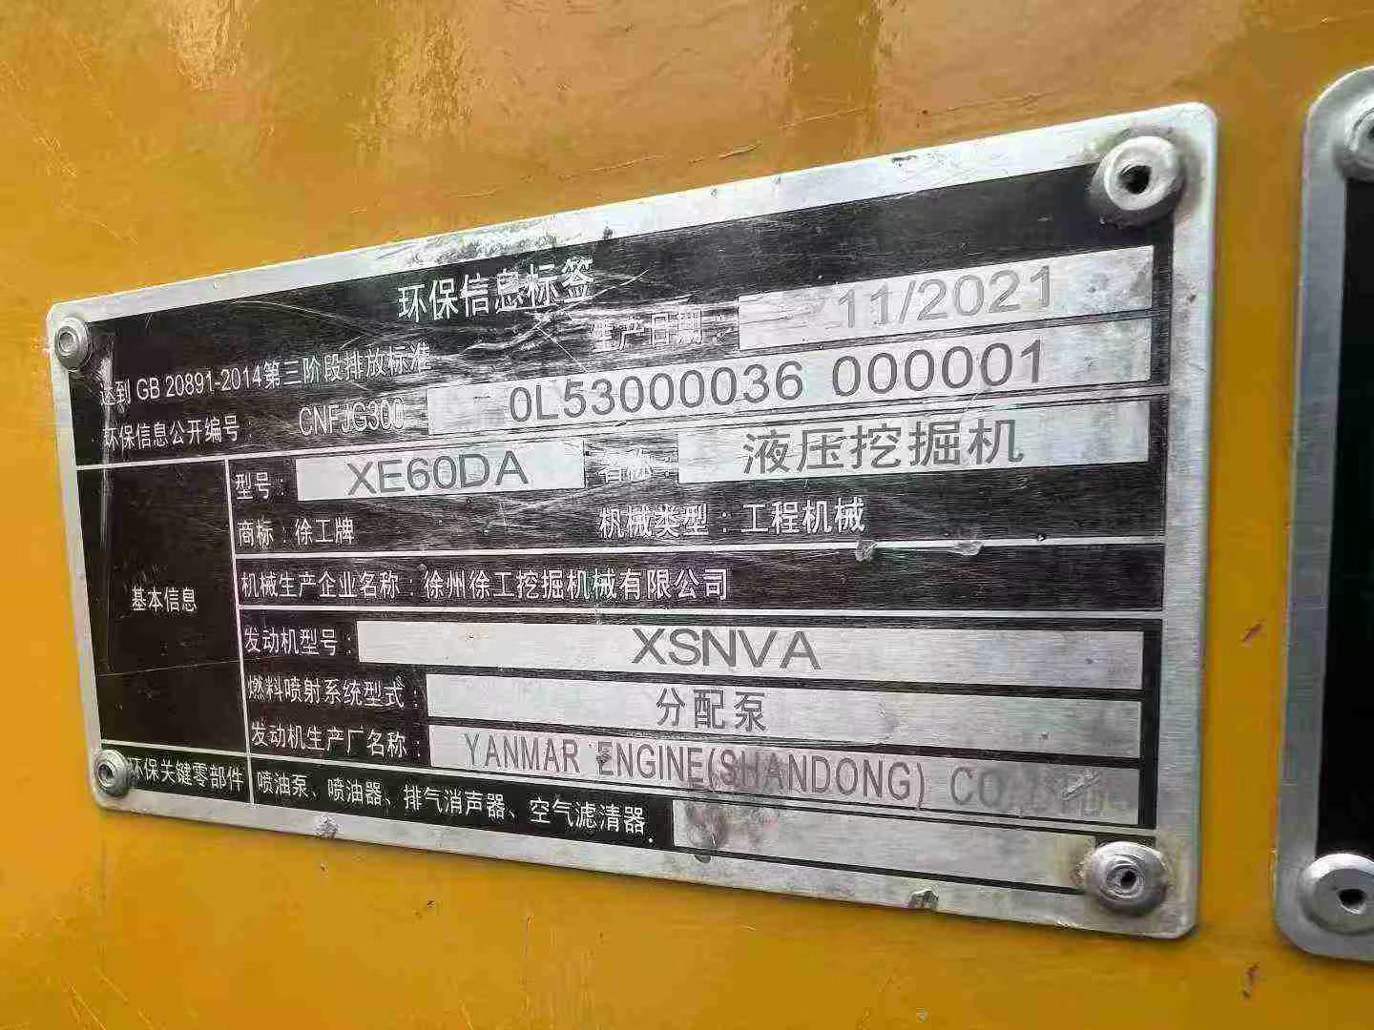 环保信息标签
生产日期: 11/2021
达到 GB 20891-2014第三阶段排放标准
环保信息公开编号: CNFJG300 0L53000036 000001
型号: XE60DA 名称: 液压挖掘机
商标: 徐工牌 机械类型: 工程机械
基本信息
机械生产企业名称: 徐州徐工挖掘机械有限公司
发动机型号: XSNVA
燃料喷射系统型式: 分配泵
发动机生产厂名称: YANMAR ENGINE(SHANDONG) CO
环保关键零部件 喷油泵、喷油器、排气消声器、空气滤清器